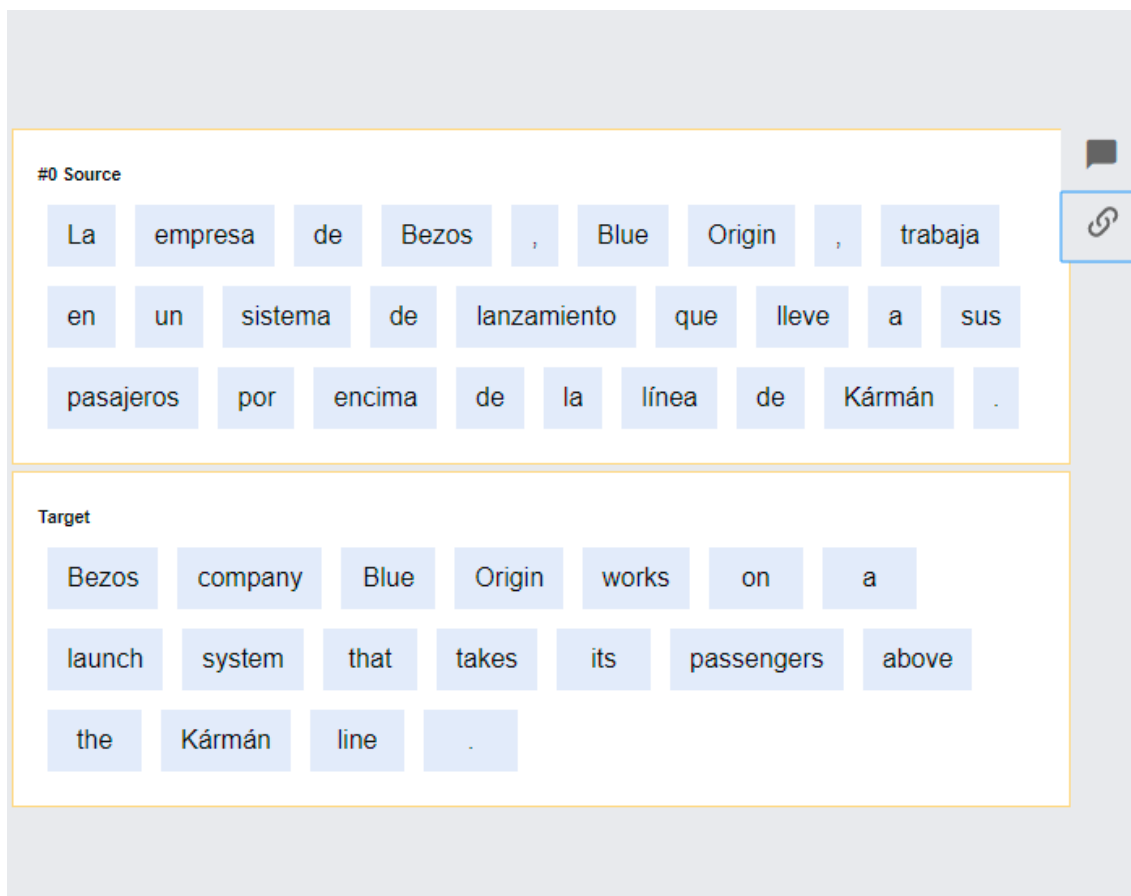 #0 Source
La empresa de Bezos , Blue Origin , trabaja
en un sistema de lanzamiento que lleve a sus
pasajeros por encima de la línea de Kármán .
Target
Bezos company Blue Origin works on a
launch system that takes its passengers above
the Kármán line .